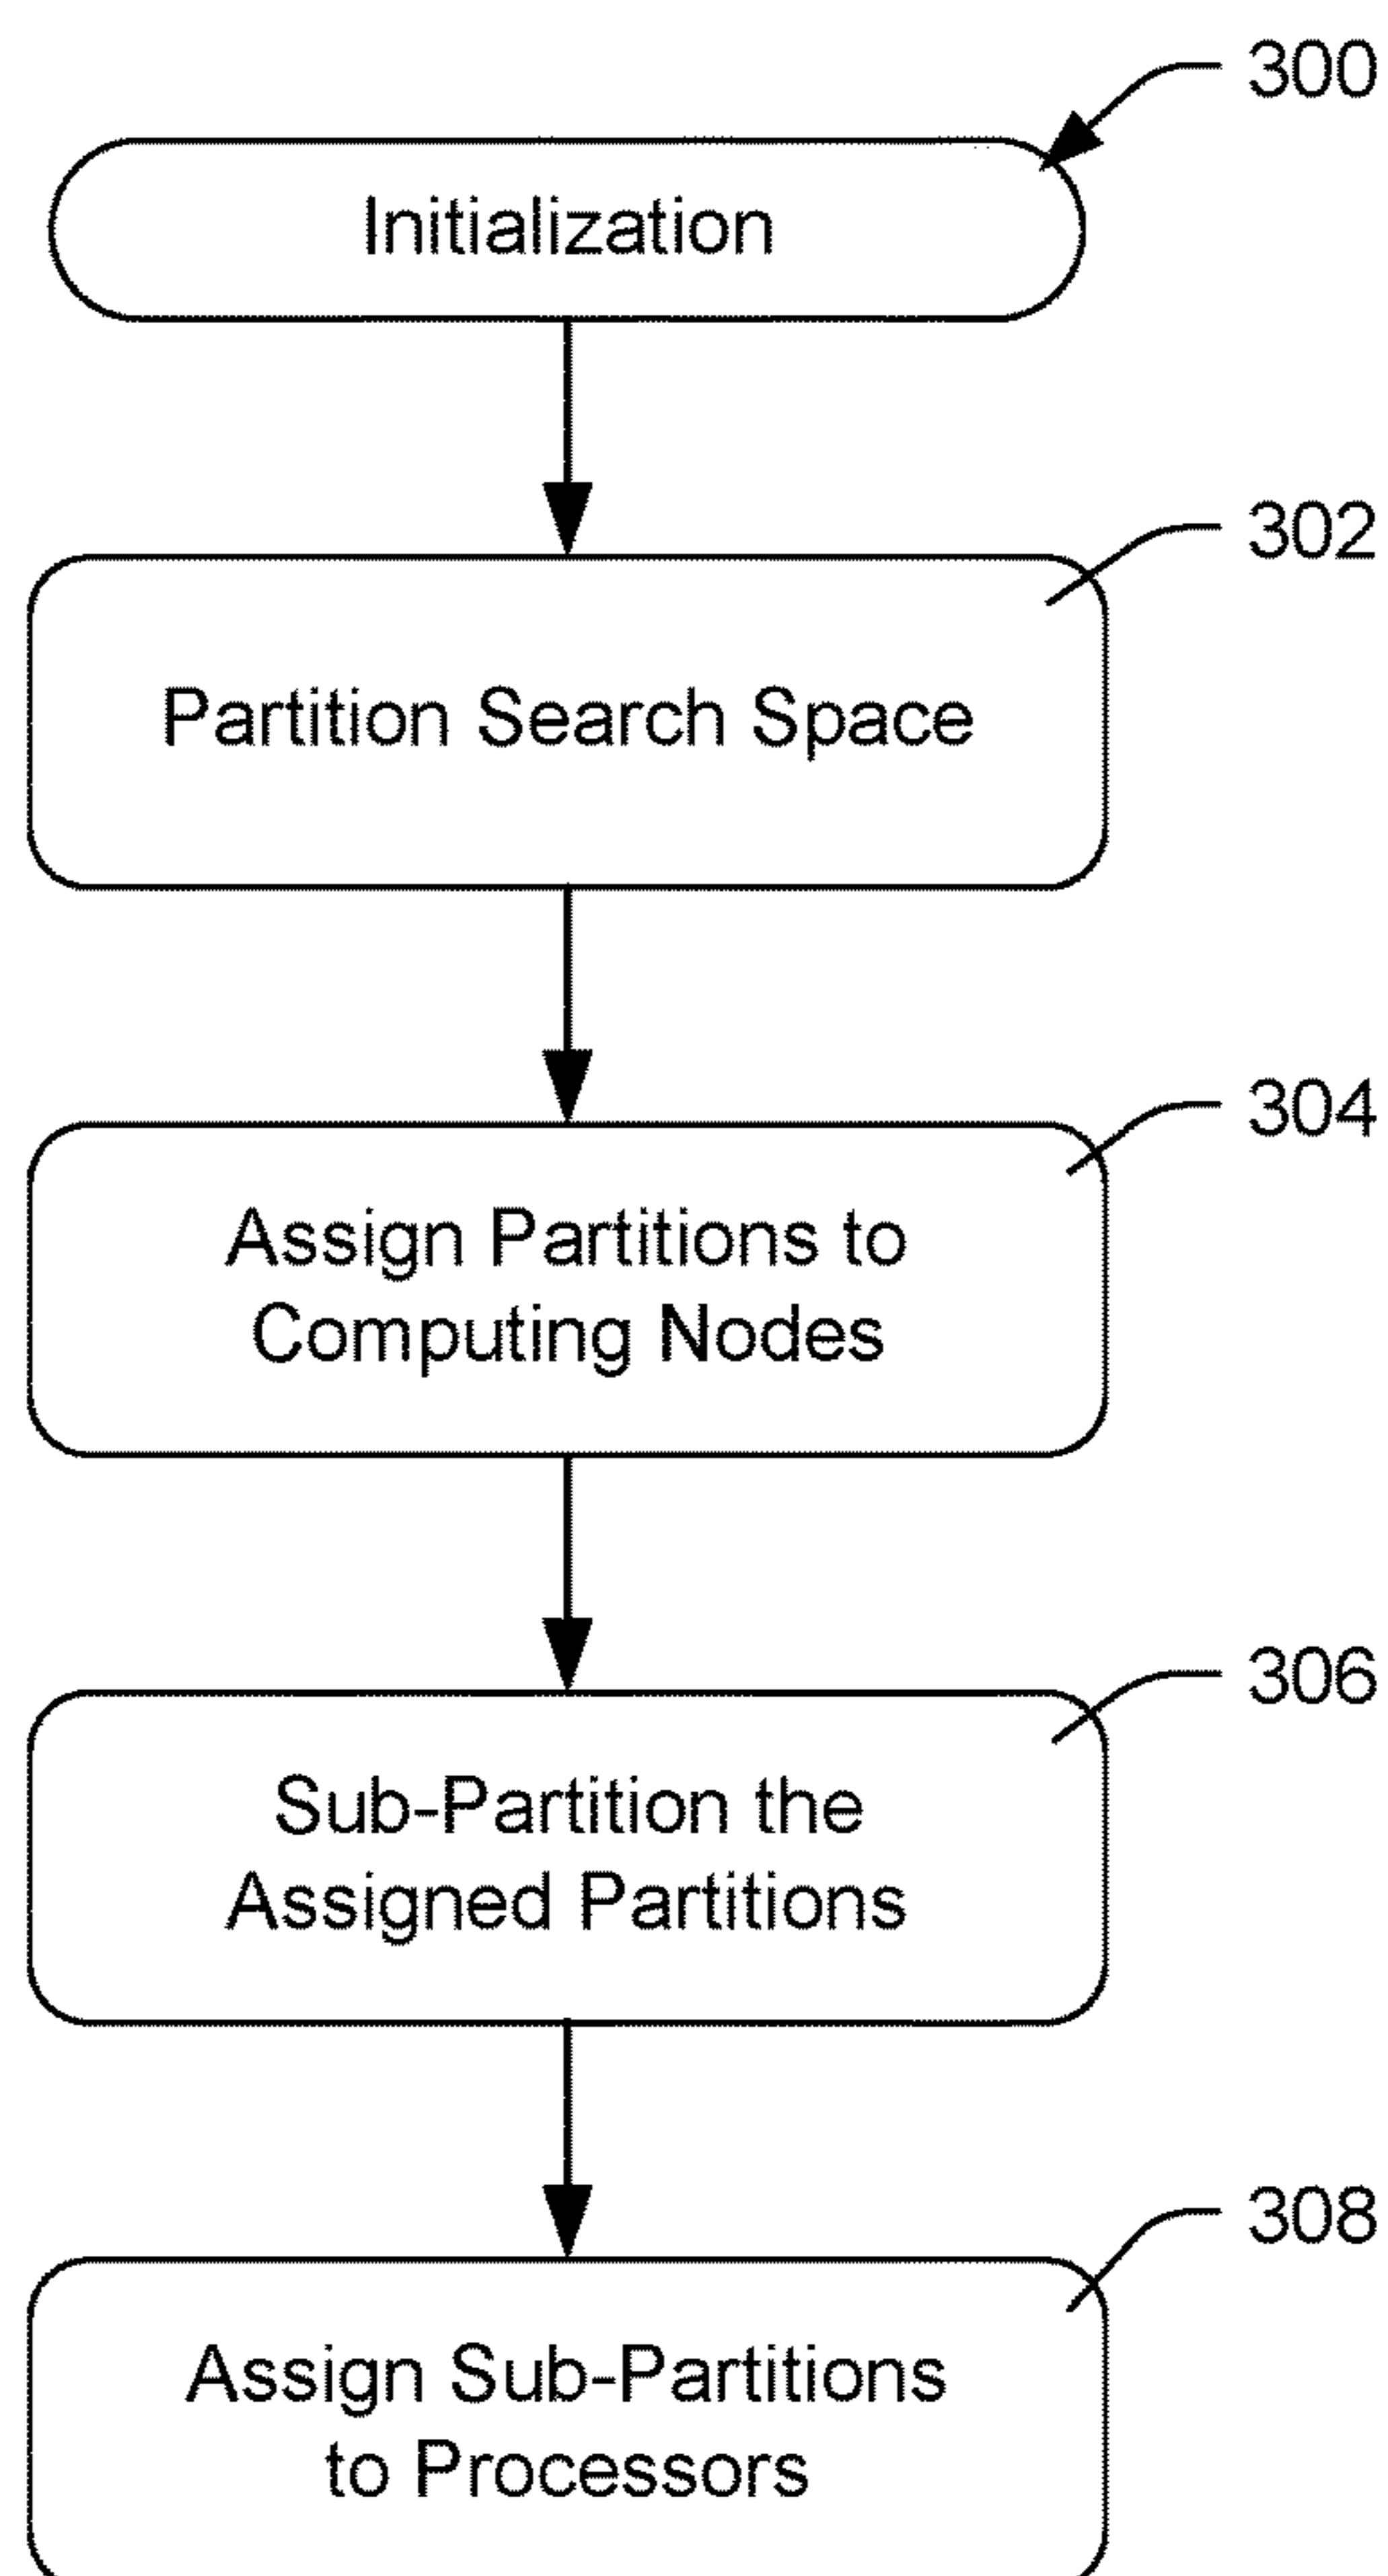 300
Initialization
302
Partition Search Space
304
Assign Partitions to
Computing Nodes
306
Sub-Partition the
Assigned Partitions
308
Assign Sub-Partitions
to Processors